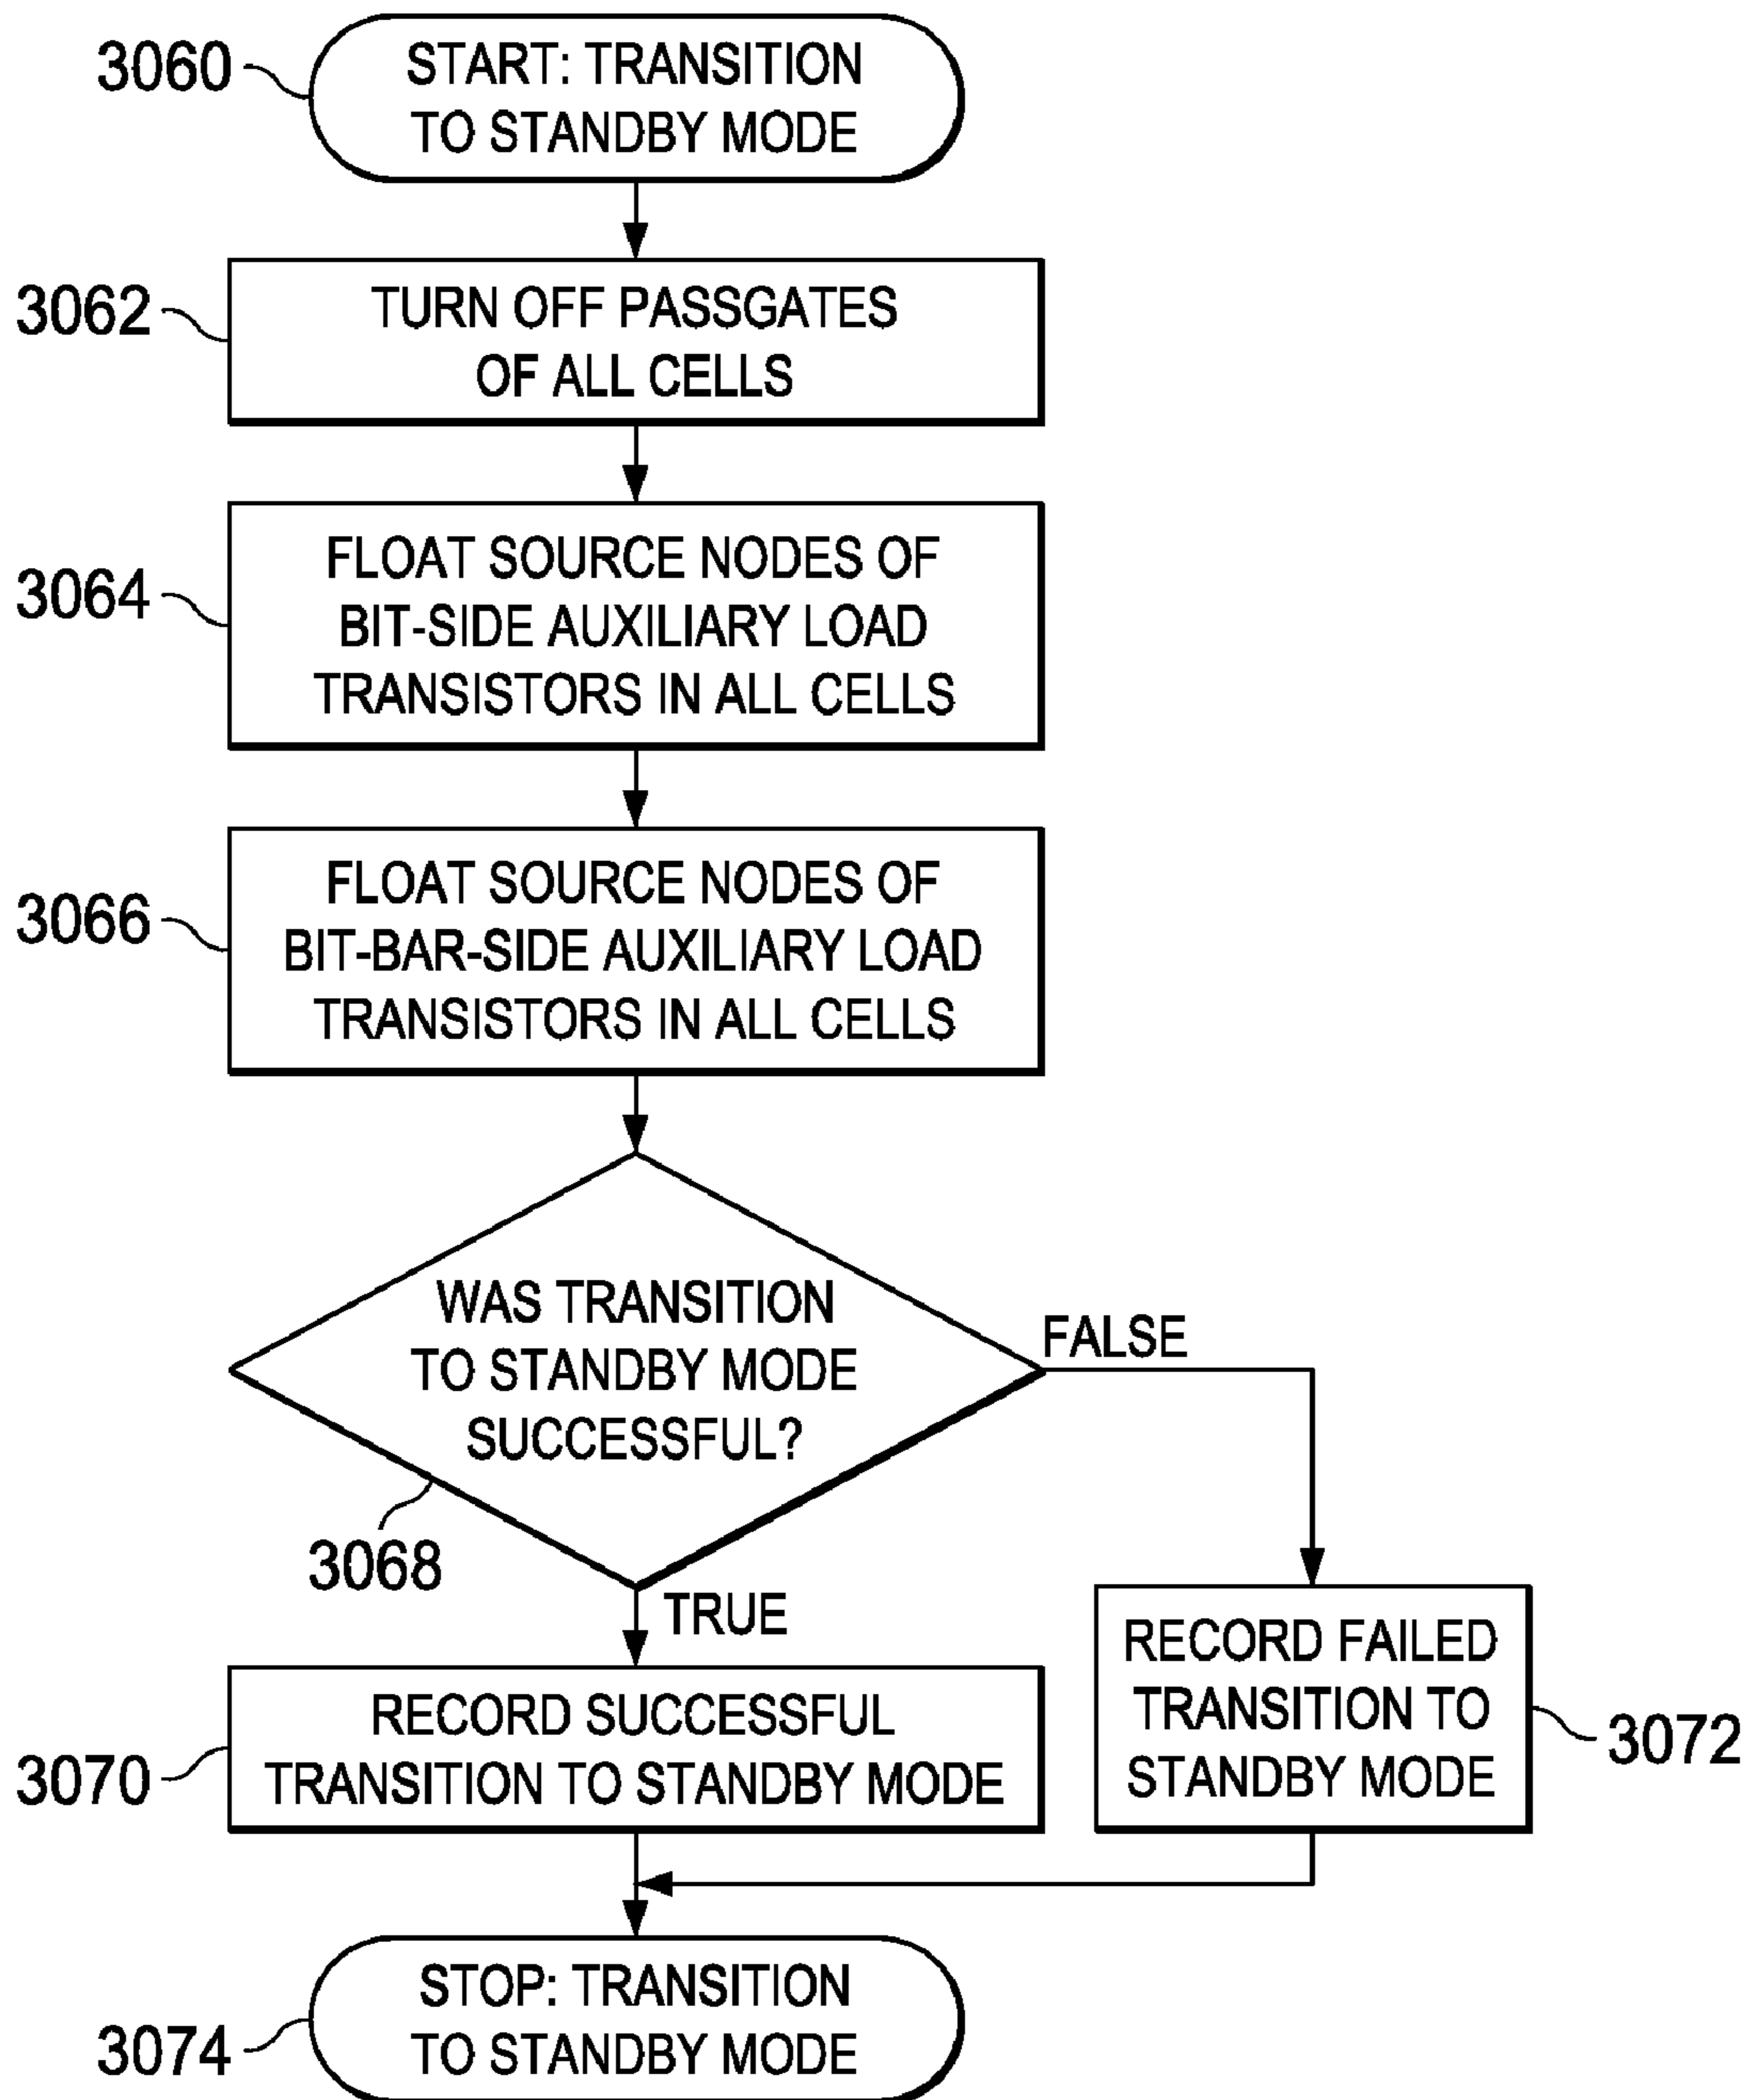 3060
START: TRANSITION
TO STANDBY MODE
3062
TURN OFF PASSGATES
OF ALL CELLS
3064
FLOAT SOURCE NODES OF
BIT-SIDE AUXILIARY LOAD
TRANSISTORS IN ALL CELLS
3066
FLOAT SOURCE NODES OF
BIT-BAR-SIDE AUXILIARY LOAD
TRANSISTORS IN ALL CELLS
WAS TRANSITION
TO STANDBY MODE
SUCCESSFUL?
FALSE
3068
TRUE
3070
RECORD SUCCESSFUL
TRANSITION TO STANDBY MODE
RECORD FAILED
TRANSITION TO
STANDBY MODE
3072
STOP: TRANSITION
TO STANDBY MODE
3074